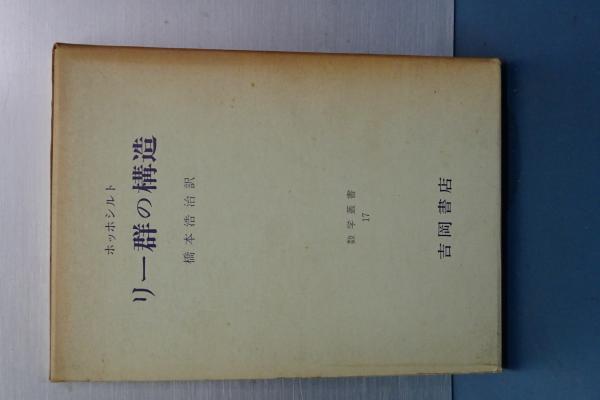 ホッホシルト
リー群の構造
橋本浩治訳
数学叢書
17
吉岡書店